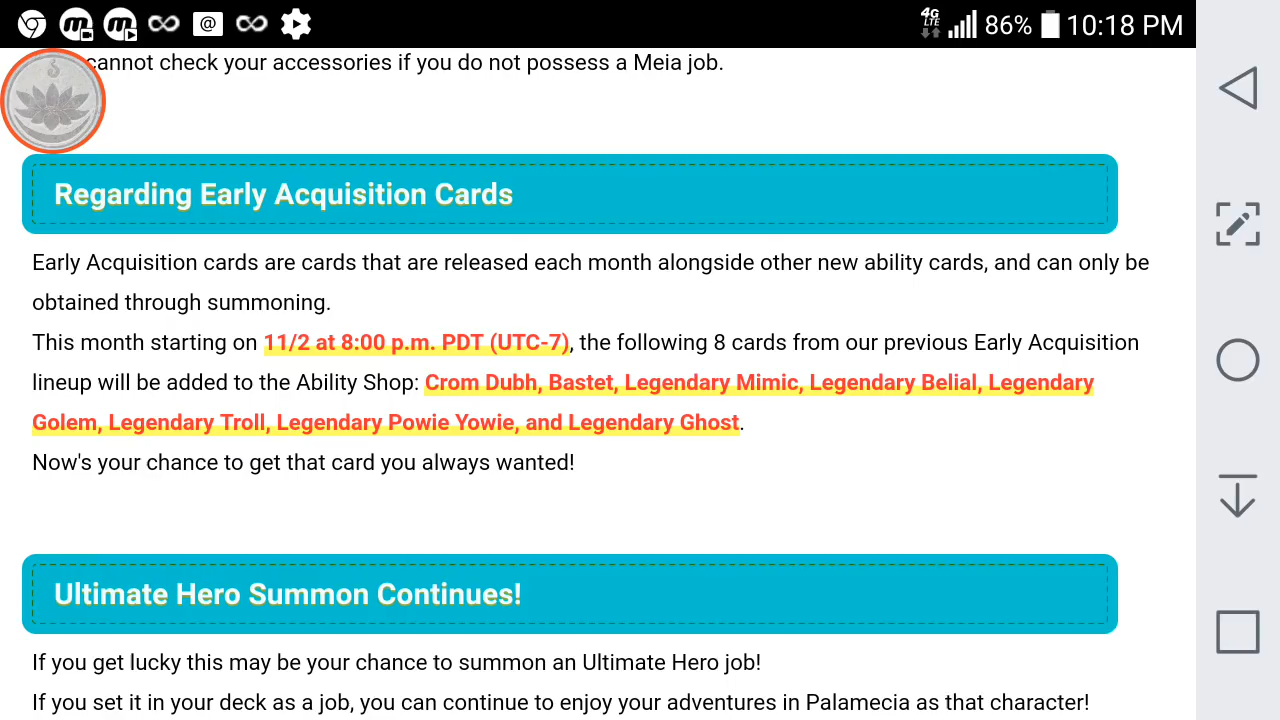 4G
LTE
86%
10:18 PM
cannot check your accessories if you do not possess a Meia job.
Regarding Early Acquisition Cards
Early Acquisition cards are cards that are released each month alongside other new ability cards, and can only be
obtained through summoning.
This month starting on 11/2 at 8:00 p.m. PDT (UTC-7), the following 8 cards from our previous Early Acquisition
lineup will be added to the Ability Shop: Crom Dubh, Bastet, Legendary Mimic, Legendary Belial, Legendary
Golem, Legendary Troll, Legendary Powie Yowie, and Legendary Ghost.
Now's your chance to get that card you always wanted!
Ultimate Hero Summon Continues!
If you get lucky this may be your chance to summon an Ultimate Hero job!
If you set it in your deck as a job, you can continue to enjoy your adventures in Palamecia as that character!